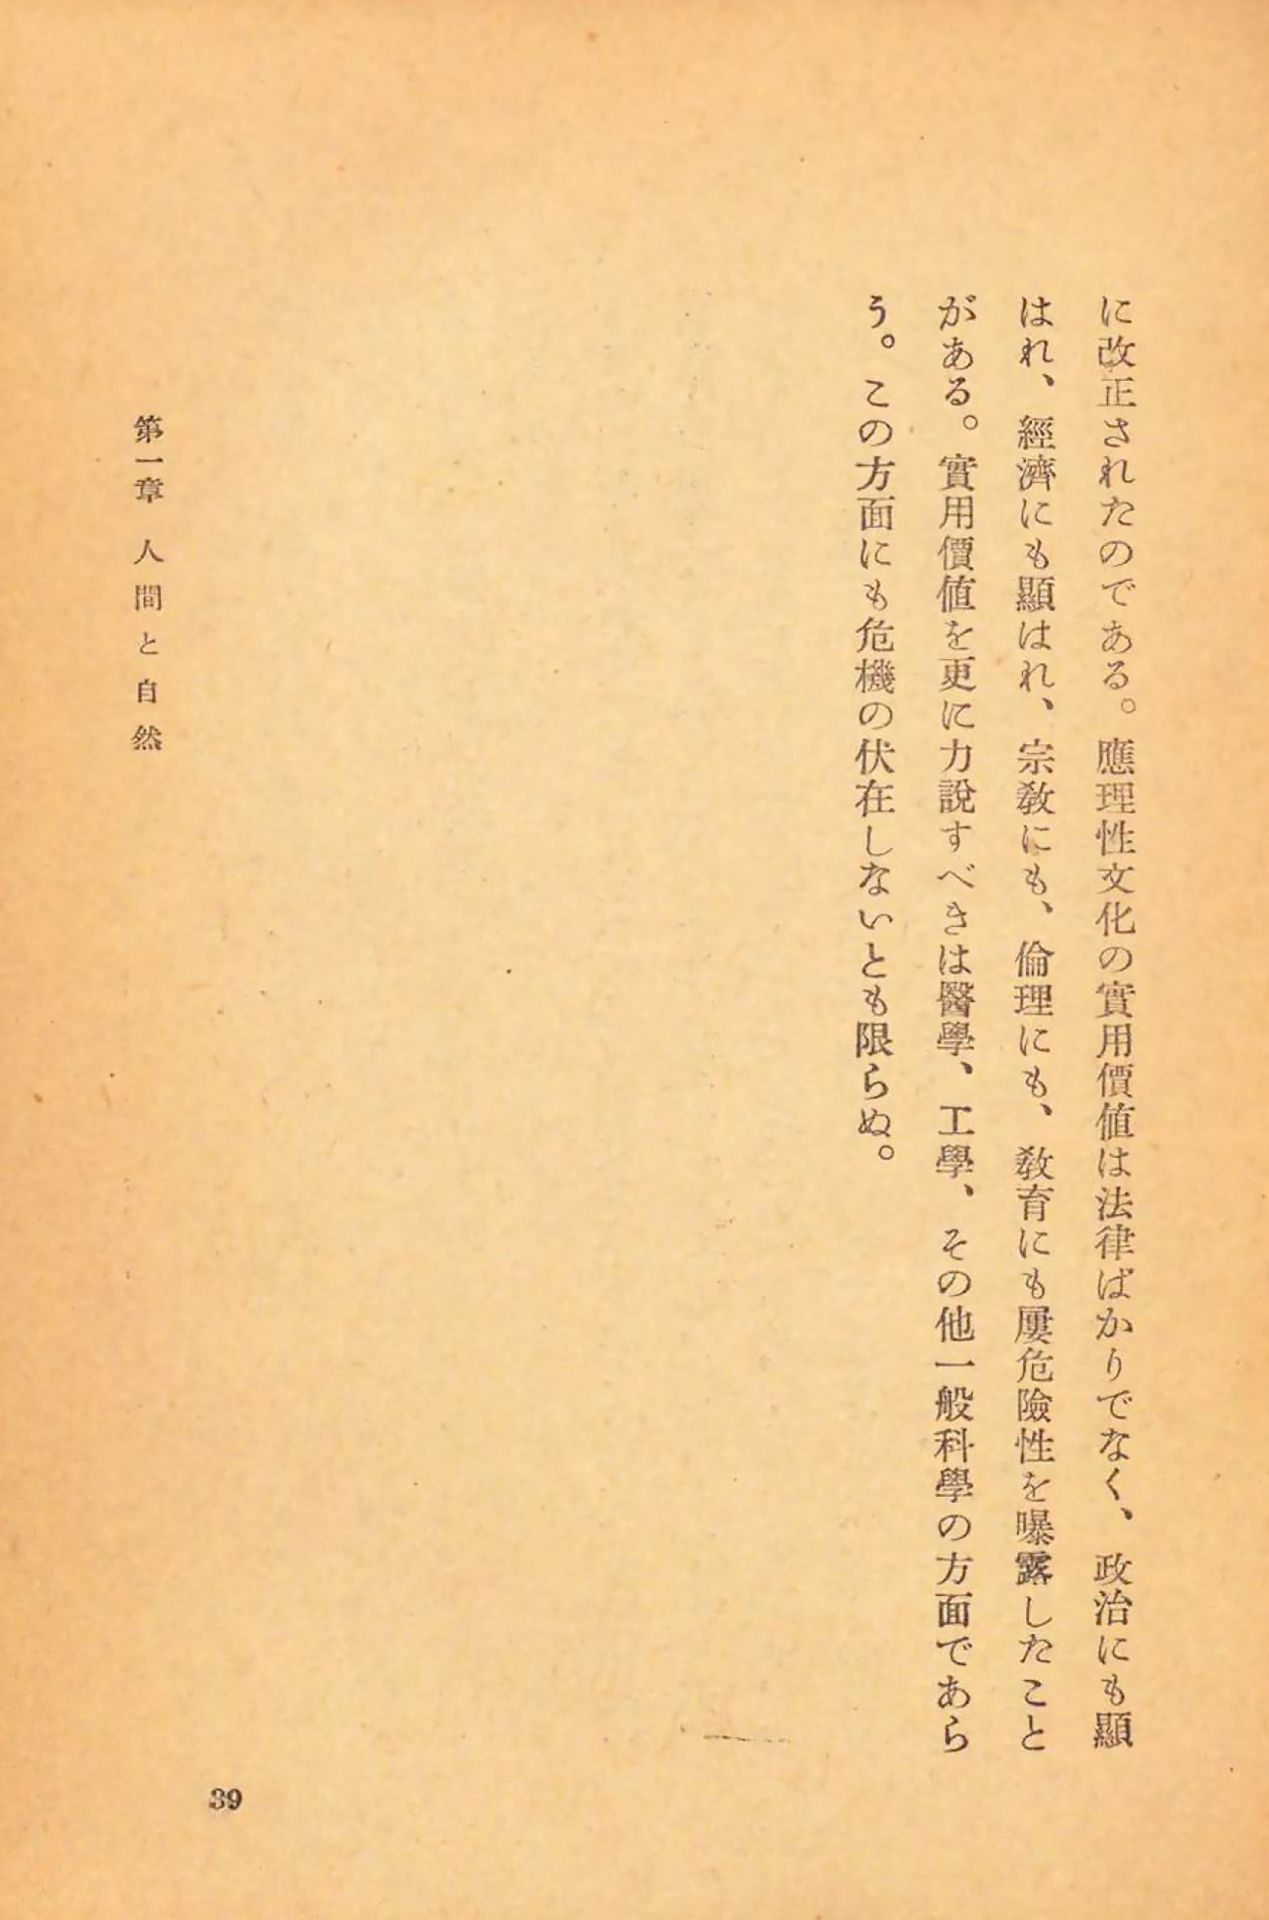 に改正されたのである。應理性文化の實用價値は法律ばかりでなく、政治にも顯
はれ、經濟にも顯はれ、宗教にも、倫理にも、教育にも屢危險性を曝露したこと
がある。實用價値を更に力說すべきは醫學、工學、その他一般科學の方面であら
う。この方面にも危機の伏在しないとも限らぬ。
第一章 人間と自然
39